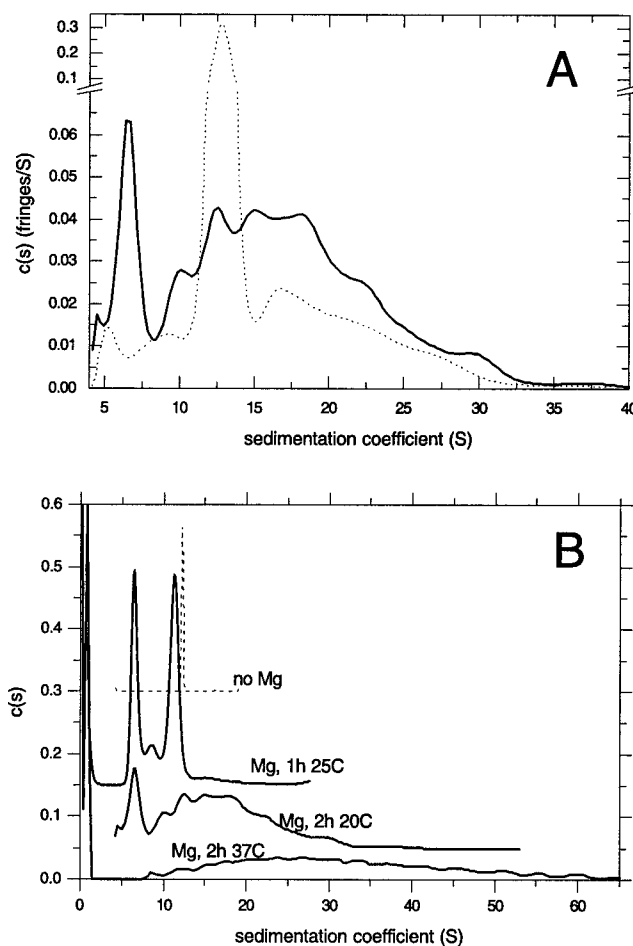 A
0.3
0.1
0.06
0.05
0.04
0.03
0.02
0.01
0.00
c(s) (fringes/S)
5 10 15 20 25 30 35 40
sedimentation coefficient (S)
B
0.6
0.5
0.4
0.3
0.2
0.1
0.0
c(s)
no Mg
Mg, 1h 25C
Mg, 2h 20C
Mg, 2h 37C
0 10 20 30 40 50 60
sedimentation coefficient (S)